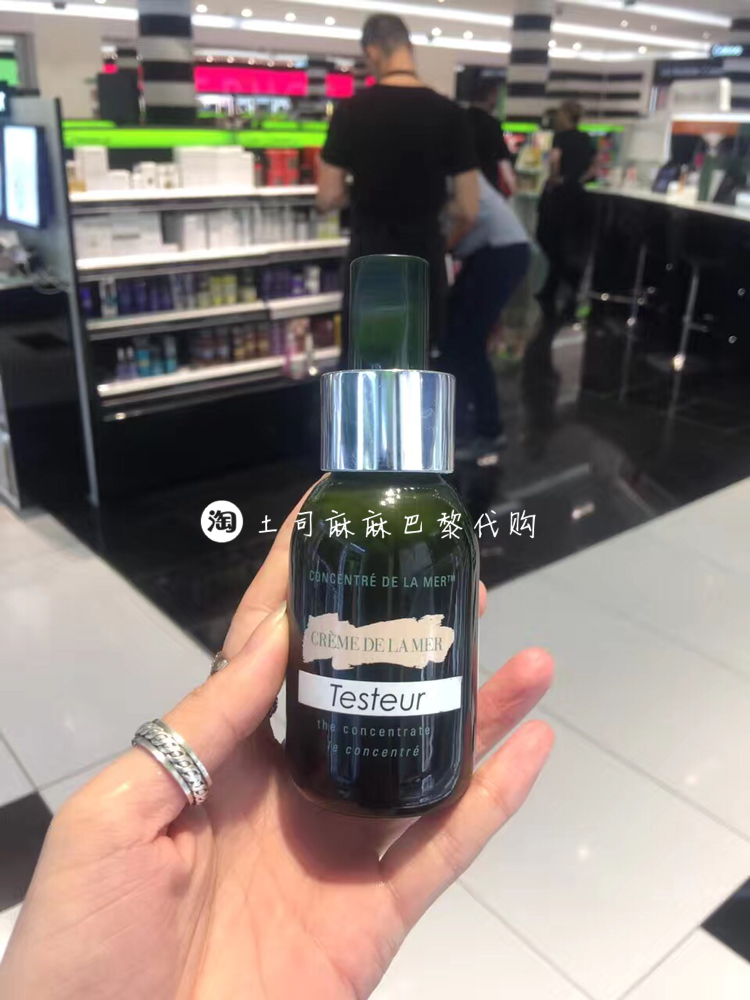 淘 土司麻麻巴黎代购
CONCENTRÉ DE LA MER™
CRÈME DE LA MER
Testeur
the concentrate
le concentré